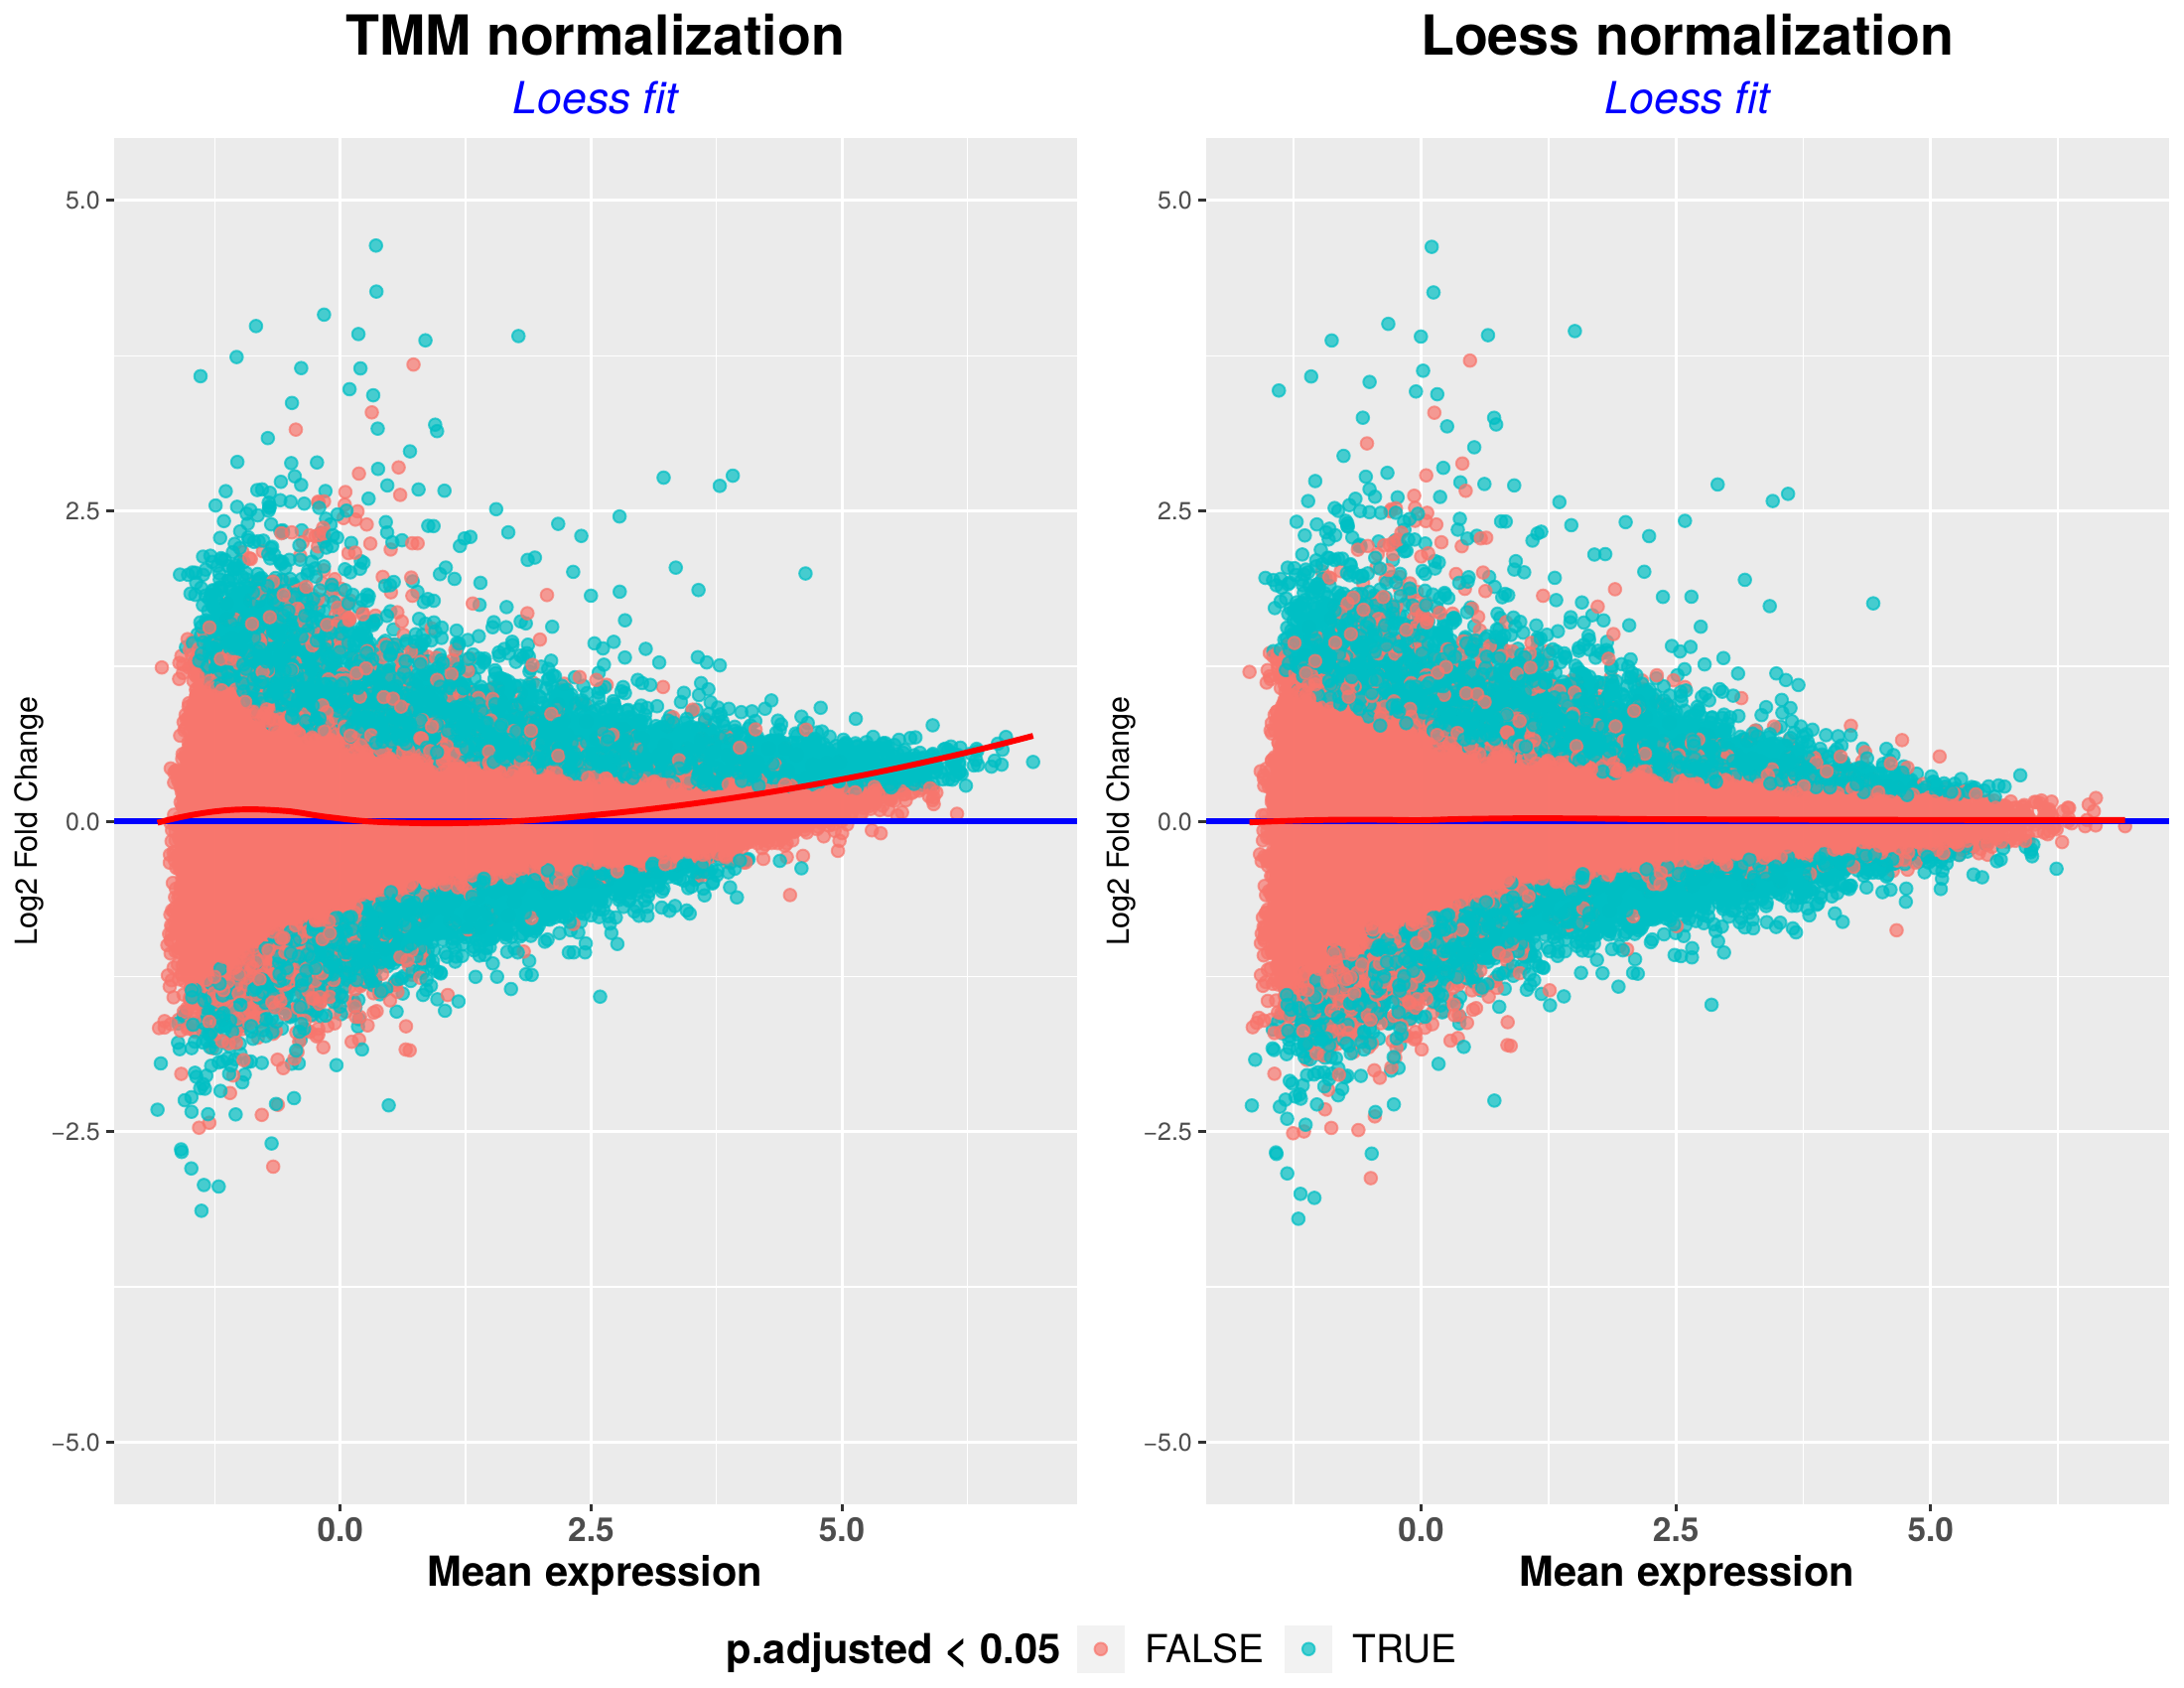 TMM normalization
Loess fit
5.0
2.5
0.0
−2.5
−5.0
Log2 Fold Change
0.0 2.5 5.0
Mean expression
Loess normalization
Loess fit
5.0
2.5
0.0
−2.5
−5.0
Log2 Fold Change
0.0 2.5 5.0
Mean expression
p.adjusted < 0.05 FALSE TRUE